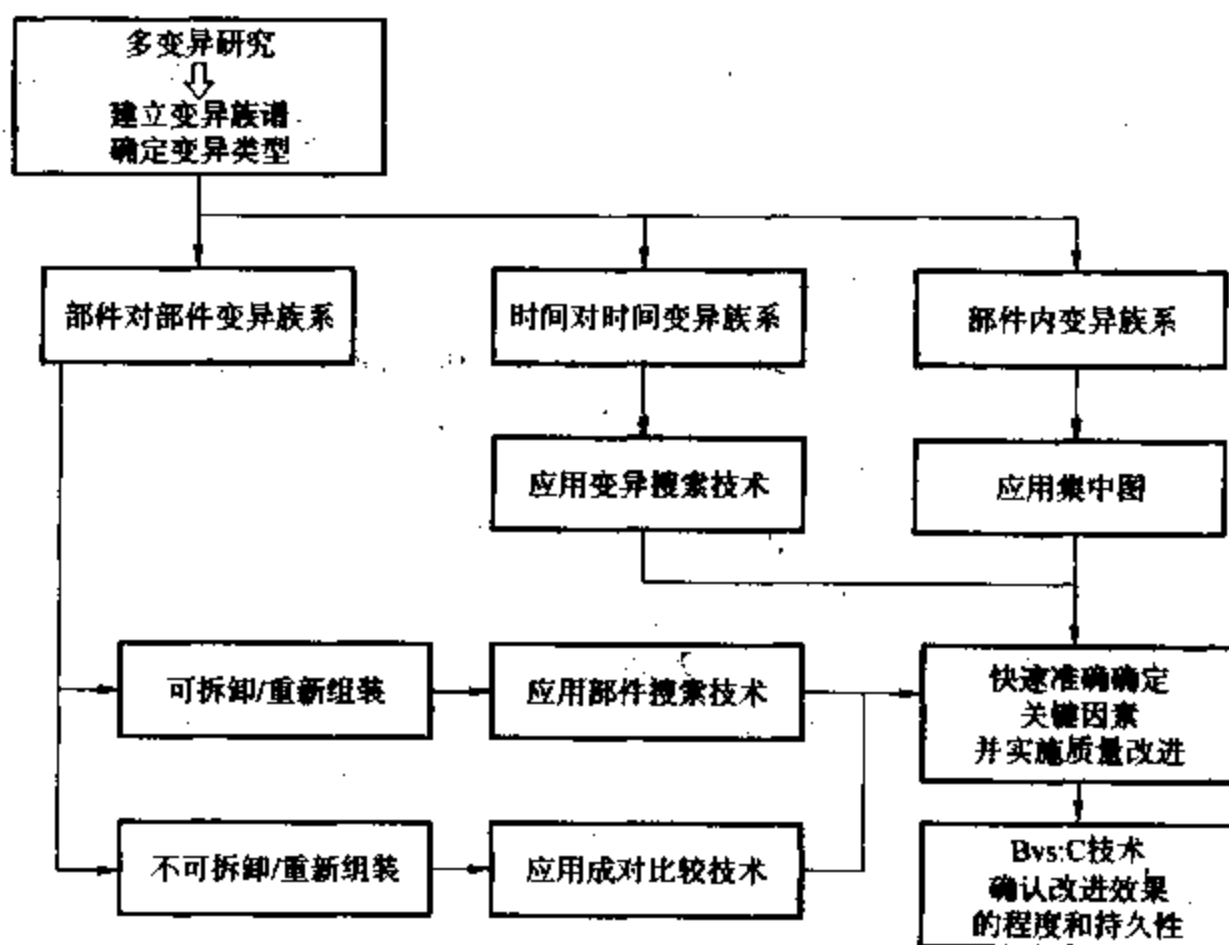 多变异研究
建立变异族谱
确定变异类型
部件对部件变异族系
时间对时间变异族系
部件内变异族系
应用变异搜索技术
应用集中图
可拆卸/重新组装
应用部件搜索技术
快速准确确定
关键因素
并实施质量改进
不可拆卸/重新组装
应用成对比较技术
Bvs.C技术
确认改进效果
的程度和持久性